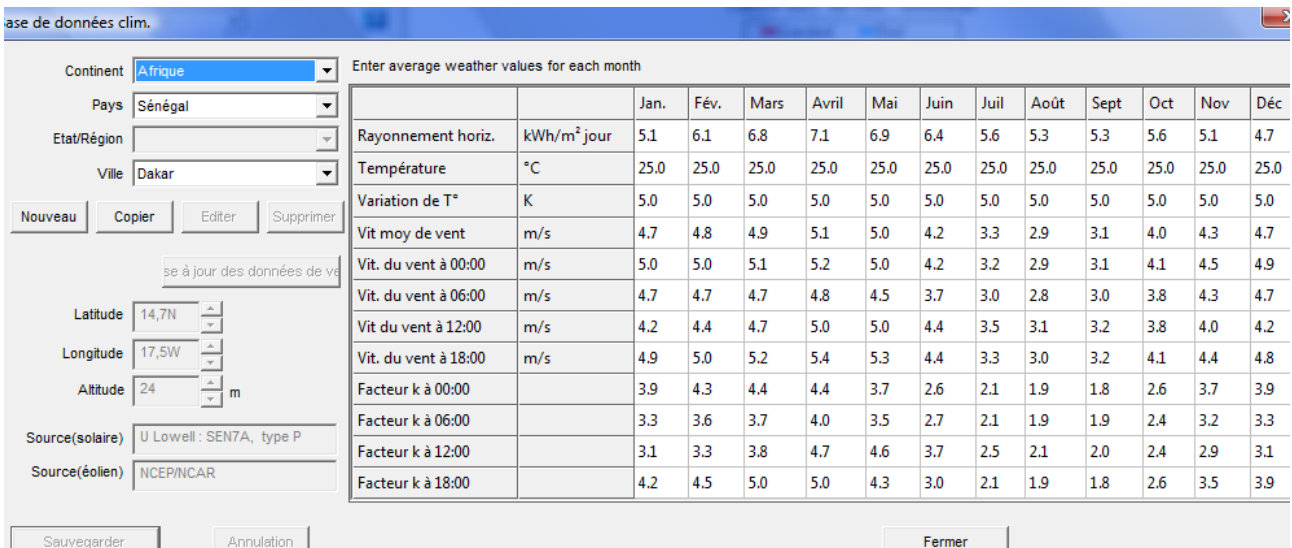 ase de données clim.
Continent Afrique
Pays Sénégal
Etat/Région
Ville Dakar
Nouveau Copier Editer Supprimer
se à jour des données de ve
Latitude 14,7N
Longitude 17,5W
Altitude 24 m
Source(solaire) U Lowell : SEN7A, type P
Source(éolien) NCEP/NCAR
Enter average weather values for each month
Jan. Fév. Mars Avril Mai Juin Juil Août Sept Oct Nov Déc
Rayonnement horiz. kWh/m² jour 5.1 6.1 6.8 7.1 6.9 6.4 5.6 5.3 5.3 5.6 5.1 4.7
Température °C 25.0 25.0 25.0 25.0 25.0 25.0 25.0 25.0 25.0 25.0 25.0 25.0
Variation de T° K 5.0 5.0 5.0 5.0 5.0 5.0 5.0 5.0 5.0 5.0 5.0 5.0
Vit moy de vent m/s 4.7 4.8 4.9 5.1 5.0 4.2 3.3 2.9 3.1 4.0 4.3 4.7
Vit. du vent à 00:00 m/s 5.0 5.0 5.1 5.2 5.0 4.2 3.2 2.9 3.1 4.1 4.5 4.9
Vit. du vent à 06:00 m/s 4.7 4.7 4.7 4.8 4.5 3.7 3.0 2.8 3.0 3.8 4.3 4.7
Vit du vent à 12:00 m/s 4.2 4.4 4.7 5.0 5.0 4.4 3.5 3.1 3.2 3.8 4.0 4.2
Vit. du vent à 18:00 m/s 4.9 5.0 5.2 5.4 5.3 4.4 3.3 3.0 3.2 4.1 4.4 4.8
Facteur k à 00:00 3.9 4.3 4.4 4.4 3.7 2.6 2.1 1.9 1.8 2.6 3.7 3.9
Facteur k à 06:00 3.3 3.6 3.7 4.0 3.5 2.7 2.1 1.9 1.9 2.4 3.2 3.3
Facteur k à 12:00 3.1 3.3 3.8 4.7 4.6 3.7 2.5 2.1 2.0 2.4 2.9 3.1
Facteur k à 18:00 4.2 4.5 5.0 5.0 4.3 3.0 2.1 1.9 1.8 2.6 3.5 3.9
Sauvegarder Annulation Fermer